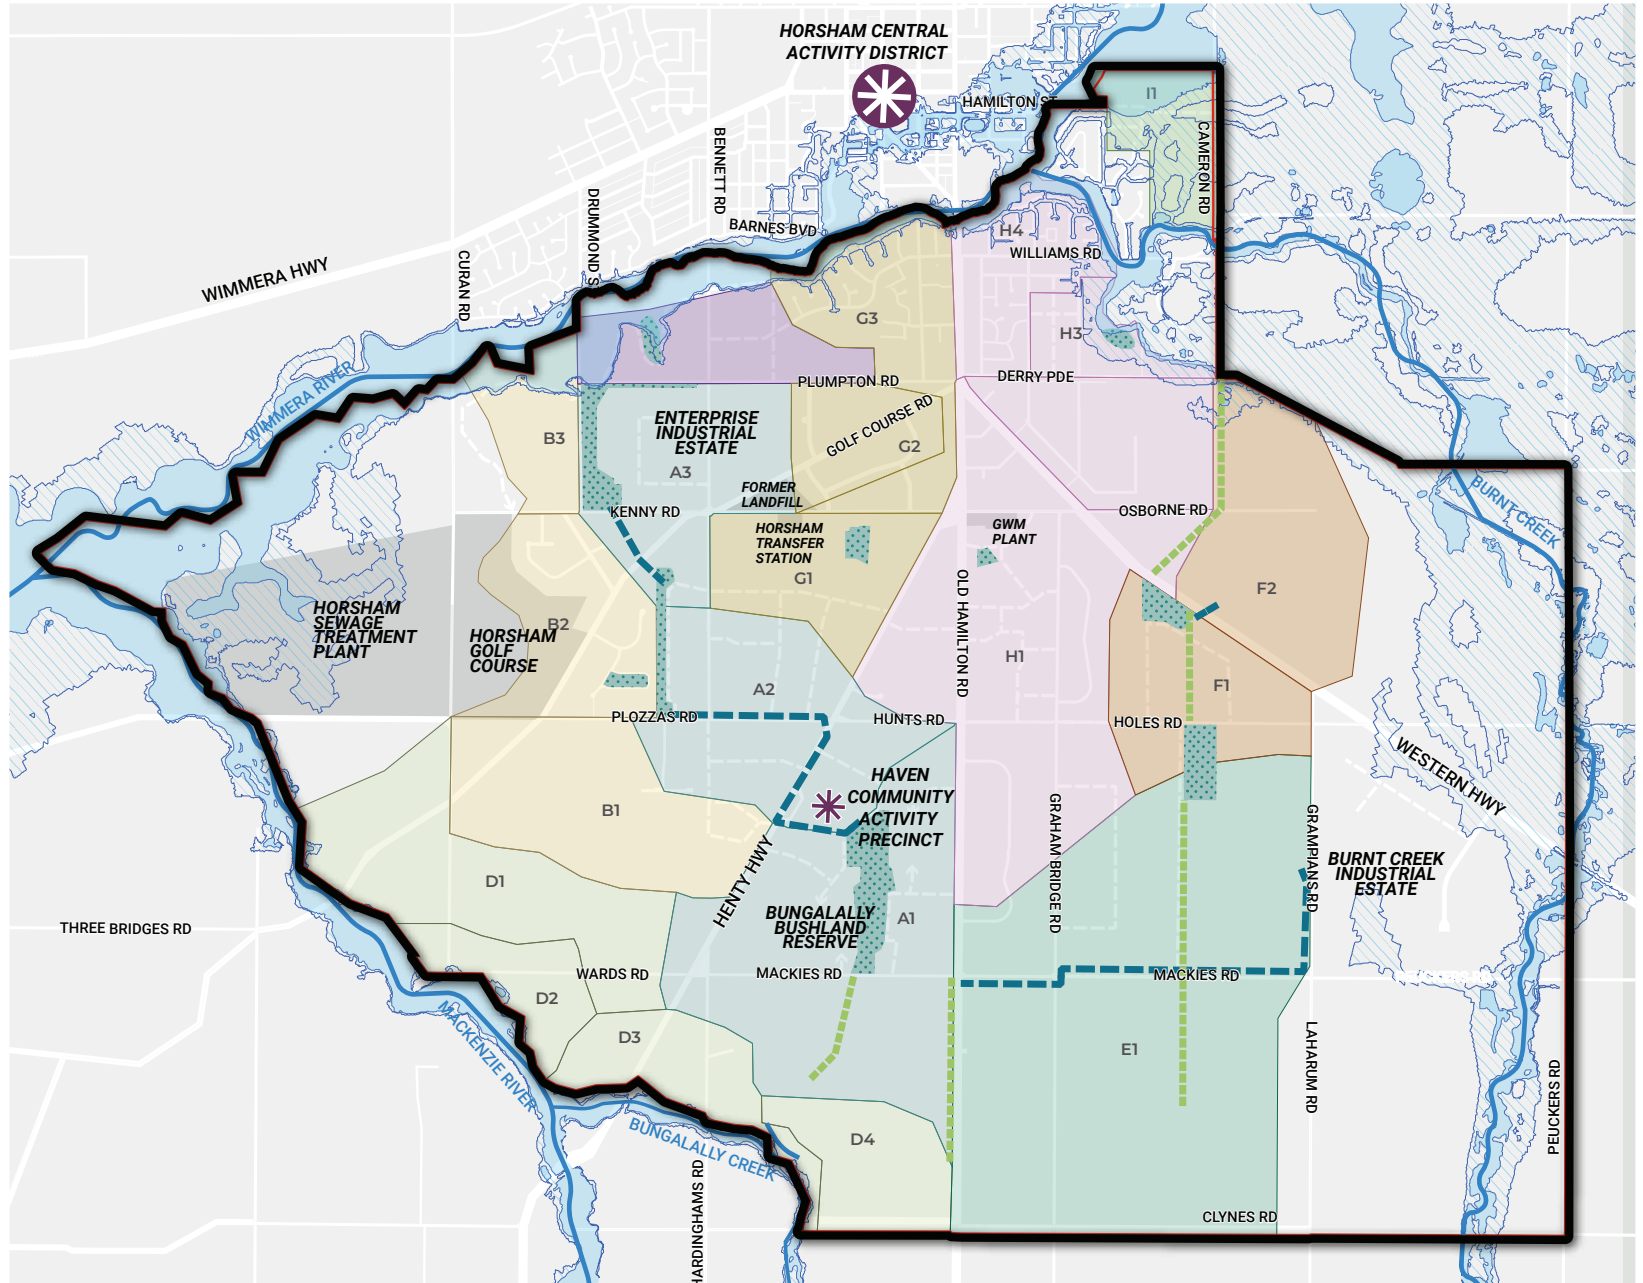 HORSHAM CENTRAL
ACTIVITY DISTRICT
HAMILTON ST
I1
CAMERON RD
BENNETT RD
DRUMMOND S
BARNES BVD
CURAN RD
WIMMERA HWY
H4
WILLIAMS RD
WIMMERA RIVER
G3
H3
PLUMPTON RD
DERRY PDE
B3
ENTERPRISE
INDUSTRIAL
ESTATE
A3
GOLF COURSE RD
G2
FORMER
LANDFILL
KENNY RD
OSBORNE RD
BURNT CREEK
HORSHAM
TRANSFER
STATION
G1
GWM
PLANT
OLD HAMILTON RD
F2
HORSHAM
SEWAGE
TREATMENT
PLANT
HORSHAM
GOLF
COURSE
B2
H1
A2
F1
PLOZZAS RD
HUNTS RD
HOLES RD
WESTERN HWY
HAVEN
COMMUNITY
ACTIVITY
PRECINCT
B1
GRAHAM BRIDGE RD
GRAMPIANS RD
BURNT CREEK
INDUSTRIAL
ESTATE
HENTY HWY
D1
BUNGALALLY
BUSHLAND
RESERVE
A1
THREE BRIDGES RD
WARDS RD
MACKIES RD
MACKIES RD
D2
D3
MACKENZIE RIVER
E1
LAHARUM RD
PEUCKERS RD
BUNGALALLY CREEK
D4
HARDINGHAMS RD
CLYNES RD